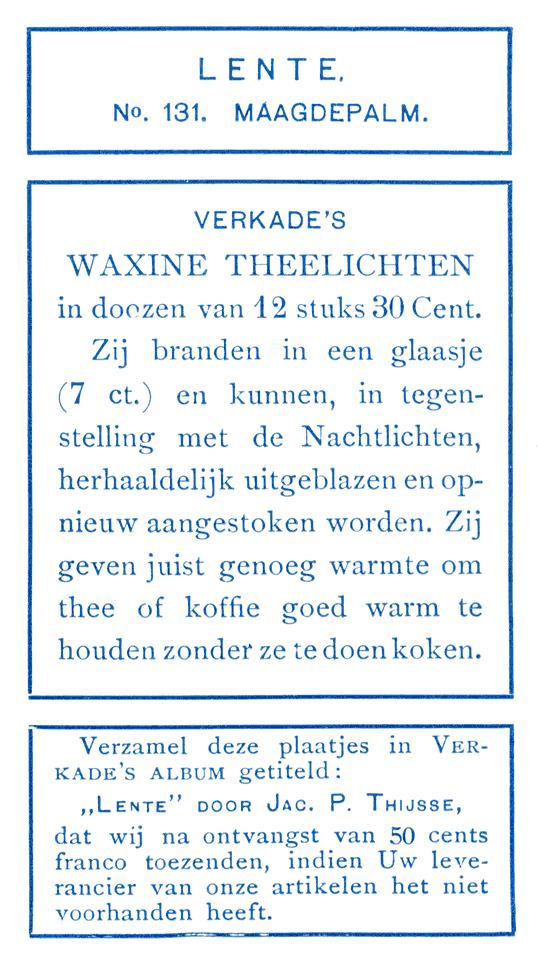 LENTE.
No. 131. MAAGDEPALM.
VERKADE'S
WAXINE THEELICHTEN
in doozen van 12 stuks 30 Cent.
Zij branden in een glaasje
(7 ct.) en kunnen, in tegen-
stelling met de Nachtlichten,
herhaaldelijk uitgeblazen en op-
nieuw aangestoken worden. Zij
geven juist genoeg warmte om
thee of koffie goed warm te
houden zonder ze te doen koken.
Verzamel deze plaatjes in VER-
KADE'S ALBUM getiteld:
„LENTE” DOOR JAC. P. THIJSSE,
dat wij na ontvangst van 50 cents
franco toezenden, indien Uw leve-
rancier van onze artikelen het niet
voorhanden heeft.